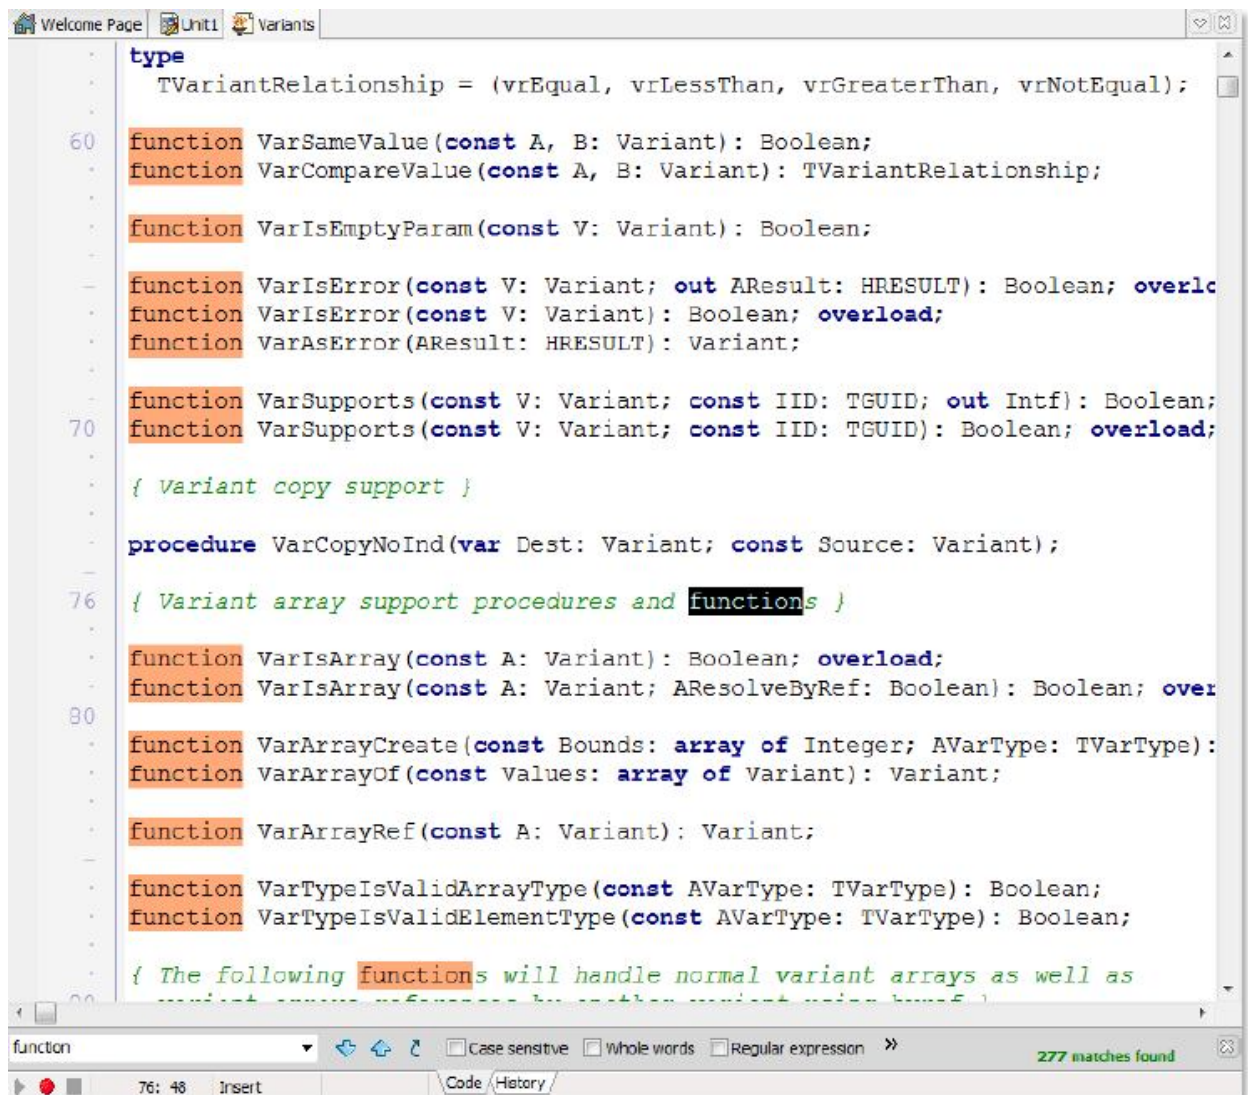 Welcome Page Unit1 Variants
type
TVariantRelationship = (vrEqual, vrLessThan, vrGreaterThan, vrNotEqual);
60 function VarSameValue(const A, B: Variant): Boolean;
function VarCompareValue(const A, B: Variant): TVariantRelationship;
function VarIsEmptyParam(const V: Variant): Boolean;
function VarIsError(const V: Variant; out AResult: HRESULT): Boolean; overlo
function VarIsError(const V: Variant): Boolean; overload;
function VarAsError(AResult: HRESULT): Variant;
function VarSupports(const V: Variant; const IID: TGUID; out Intf): Boolean;
70 function VarSupports(const V: Variant; const IID: TGUID): Boolean; overload;
{ Variant copy support }
procedure VarCopyNoInd(var Dest: Variant; const Source: Variant);
76 { Variant array support procedures and functions }
function VarIsArray(const A: Variant): Boolean; overload;
function VarIsArray(const A: Variant; AResolveByRef: Boolean): Boolean; over
80
function VarArrayCreate(const Bounds: array of Integer; AVarType: TVarType):
function VarArrayOf(const Values: array of Variant): Variant;
function VarArrayRef(const A: Variant): Variant;
function VarTypeIsValidArrayType(const AVarType: TVarType): Boolean;
function VarTypeIsValidElementType(const AVarType: TVarType): Boolean;
{ The following functions will handle normal variant arrays as well as
function Case sensitive Whole words Regular expression » 277 matches found
76: 48 Insert Code History